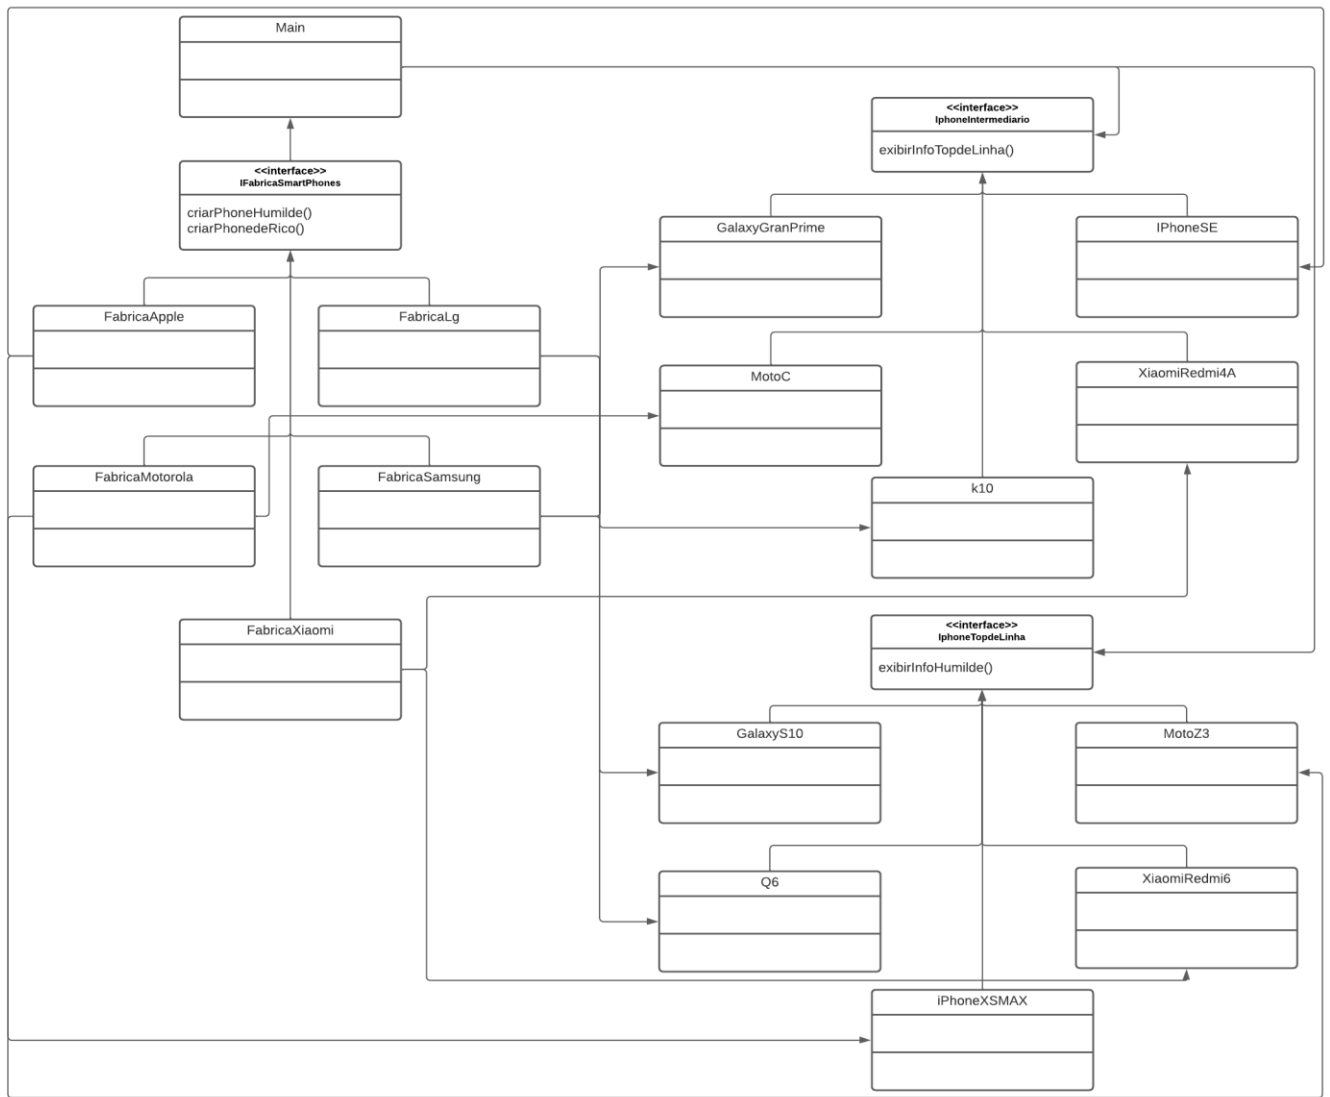 Main
<<interface>>
IphoneIntermediario
exibirInfoTopdeLinha()
<<interface>>
IFabricaSmartPhones
criarPhoneHumilde()
criarPhonedeRico()
GalaxyGranPrime
IPhoneSE
FabricaApple
FabricaLg
MotoC
XiaomiRedmi4A
FabricaMotorola
FabricaSamsung
k10
FabricaXiaomi
<<interface>>
IphoneTopdeLinha
exibirInfoHumilde()
GalaxyS10
MotoZ3
Q6
XiaomiRedmi6
iPhoneXSMAX